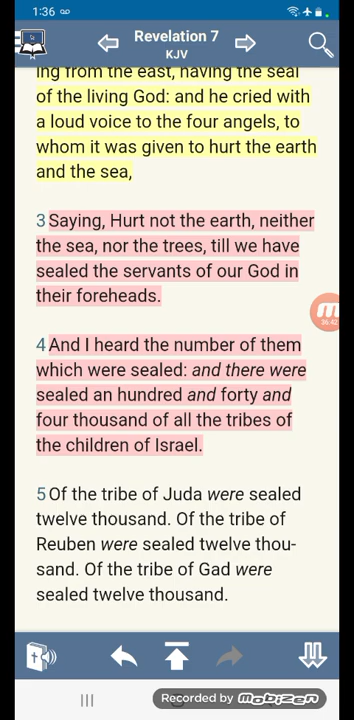 1:36
Revelation 7
KJV
ing from the east, having the seal
of the living God: and he cried with
a loud voice to the four angels, to
whom it was given to hurt the earth
and the sea,
3 Saying, Hurt not the earth, neither
the sea, nor the trees, till we have
sealed the servants of our God in
their foreheads.
26:42
4 And I heard the number of them
which were sealed: and there were
sealed an hundred and forty and
four thousand of all the tribes of
the children of Israel.
5 Of the tribe of Juda were sealed
twelve thousand. Of the tribe of
Reuben were sealed twelve thou-
sand. Of the tribe of Gad were
sealed twelve thousand.
Recorded by mobizen